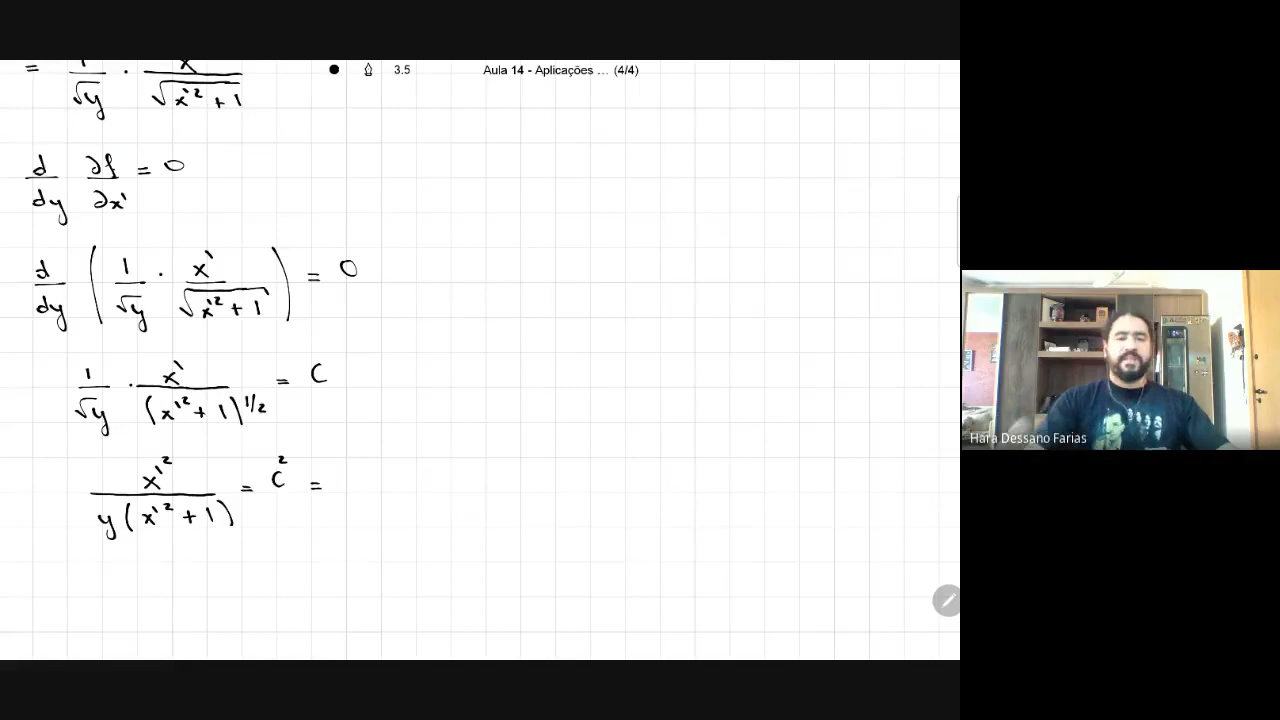 3.5 Aula 14 - Aplicações ... (4/4)
= 1/√y · x'/√(x'² + 1)
d/dy ∂f/∂x' = 0
d/dy (1/√y · x'/√(x'² + 1)) = 0
1/√y · x'/(x'² + 1)^1/2 = C
x'²/y(x'² + 1) = C² =
Hara Dessano Farias